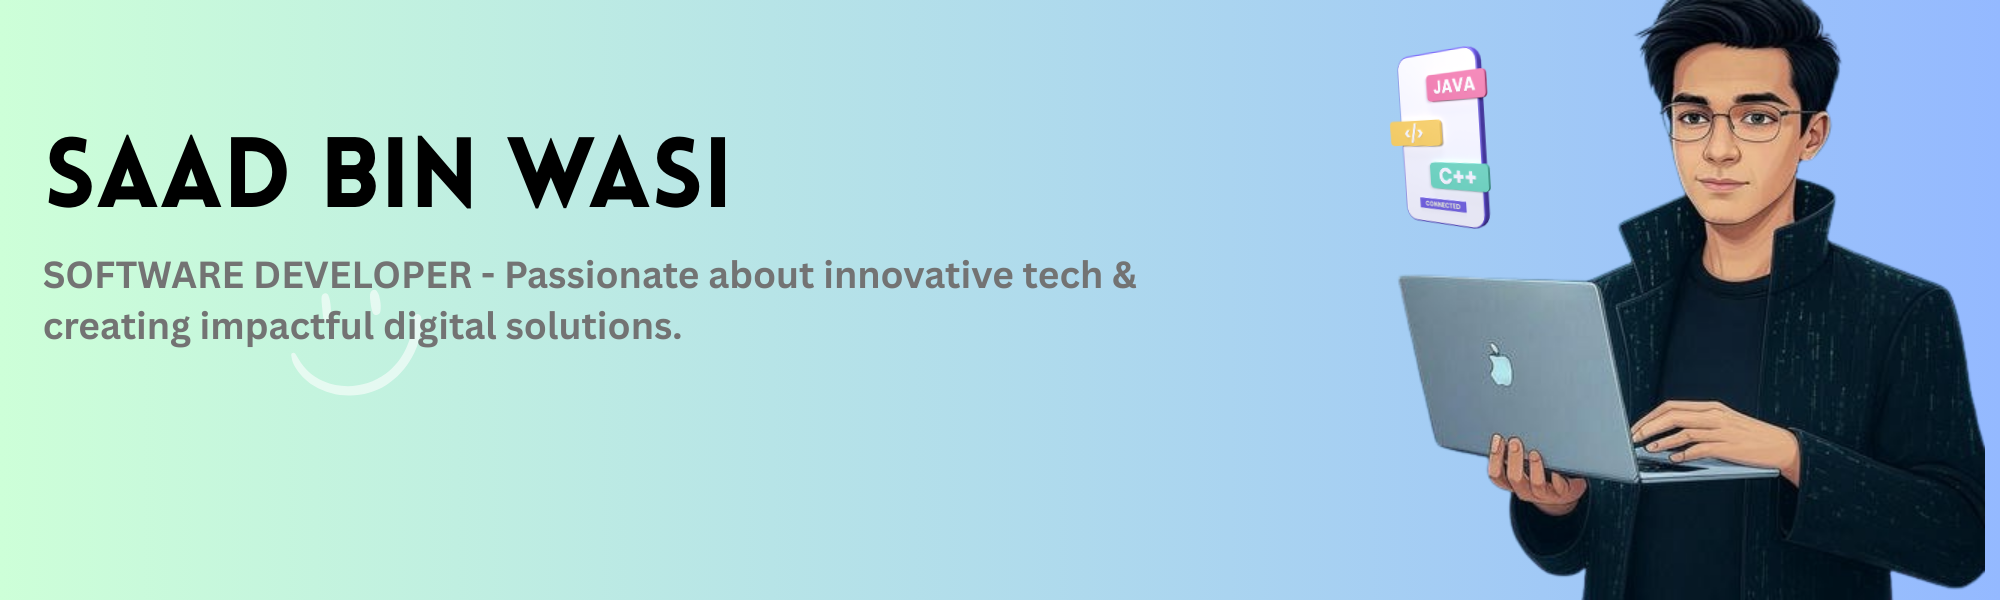 SAAD BIN WASI
SOFTWARE DEVELOPER - Passionate about innovative tech &
creating impactful digital solutions.
JAVA
</>
C++
CONNECTED